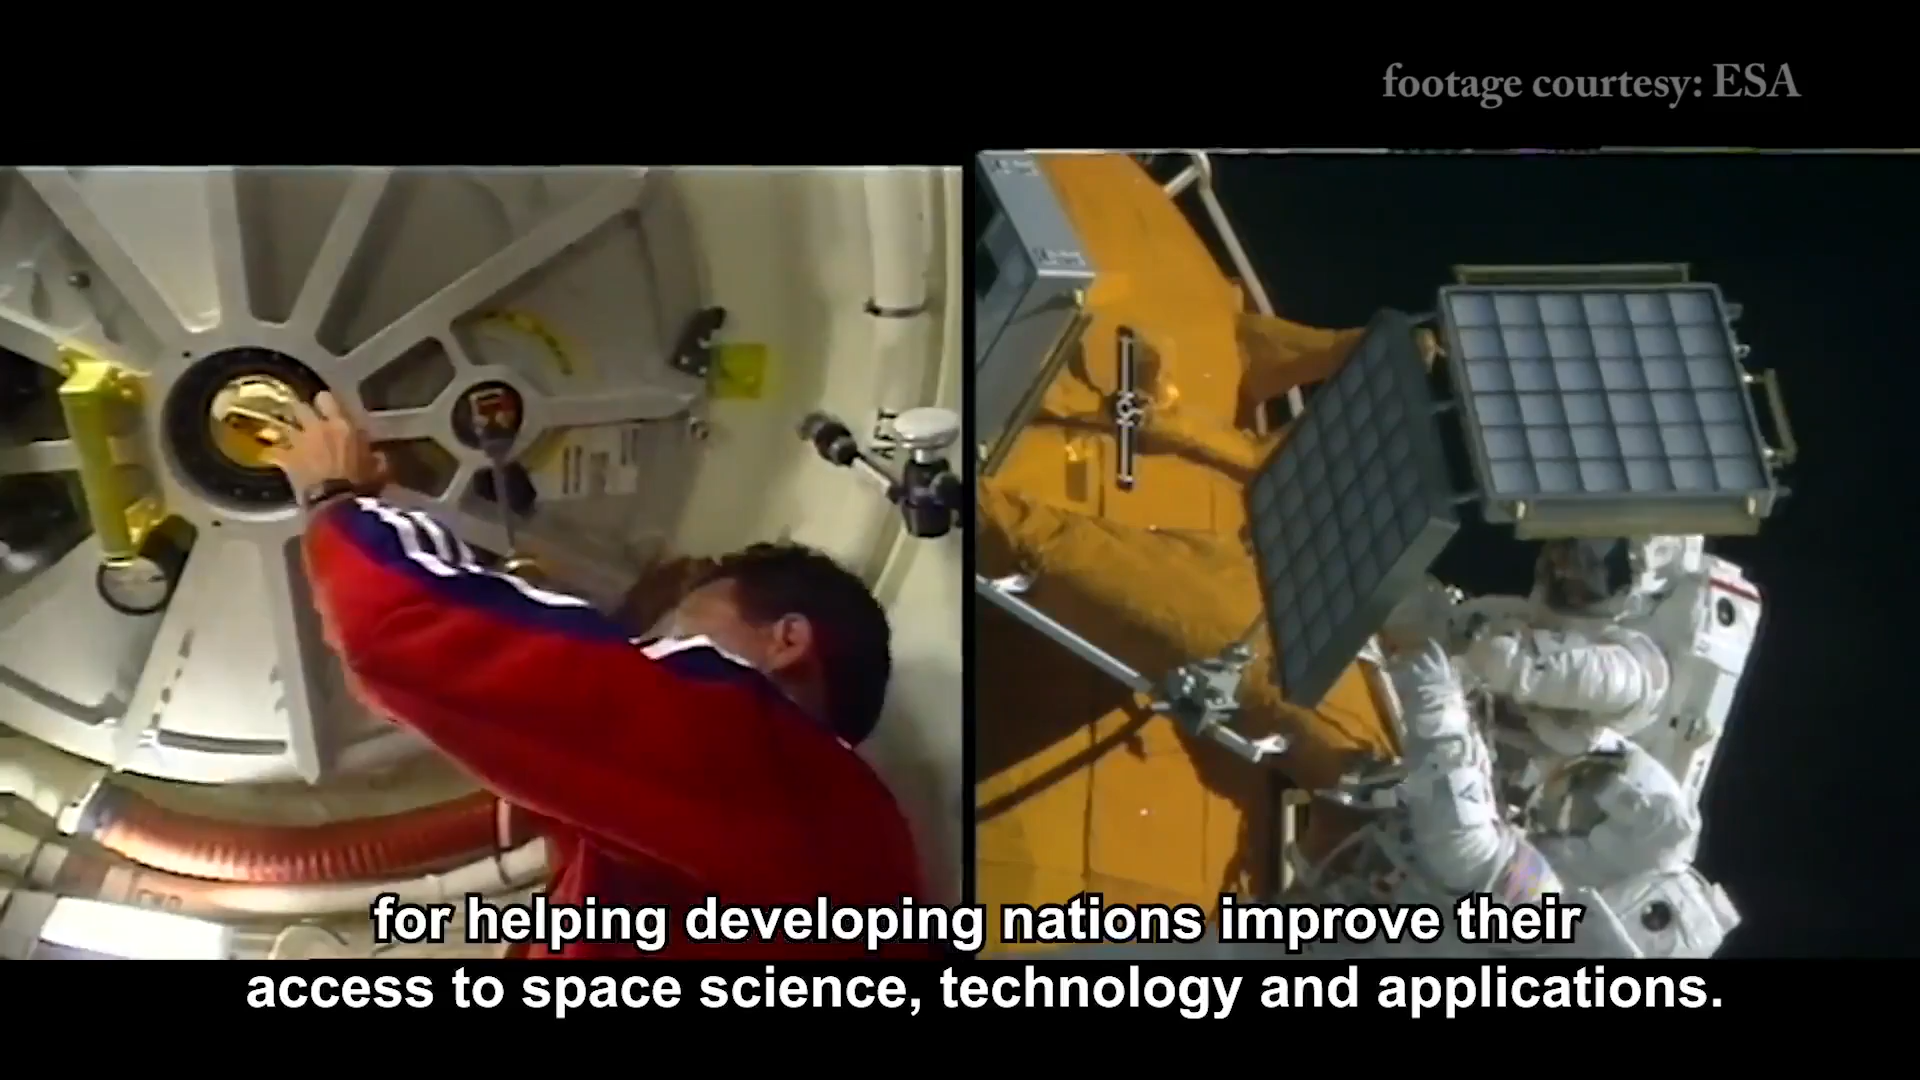 footage courtesy: ESA
for helping developing nations improve their
access to space science, technology and applications.